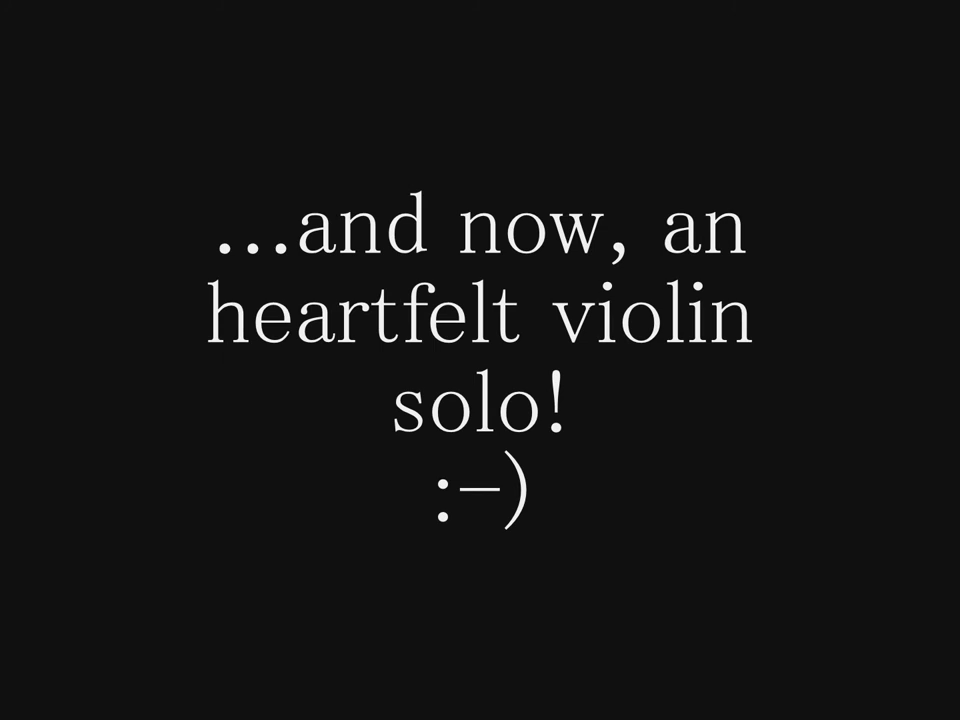 ...and now, an
heartfelt violin
solo!
:-)